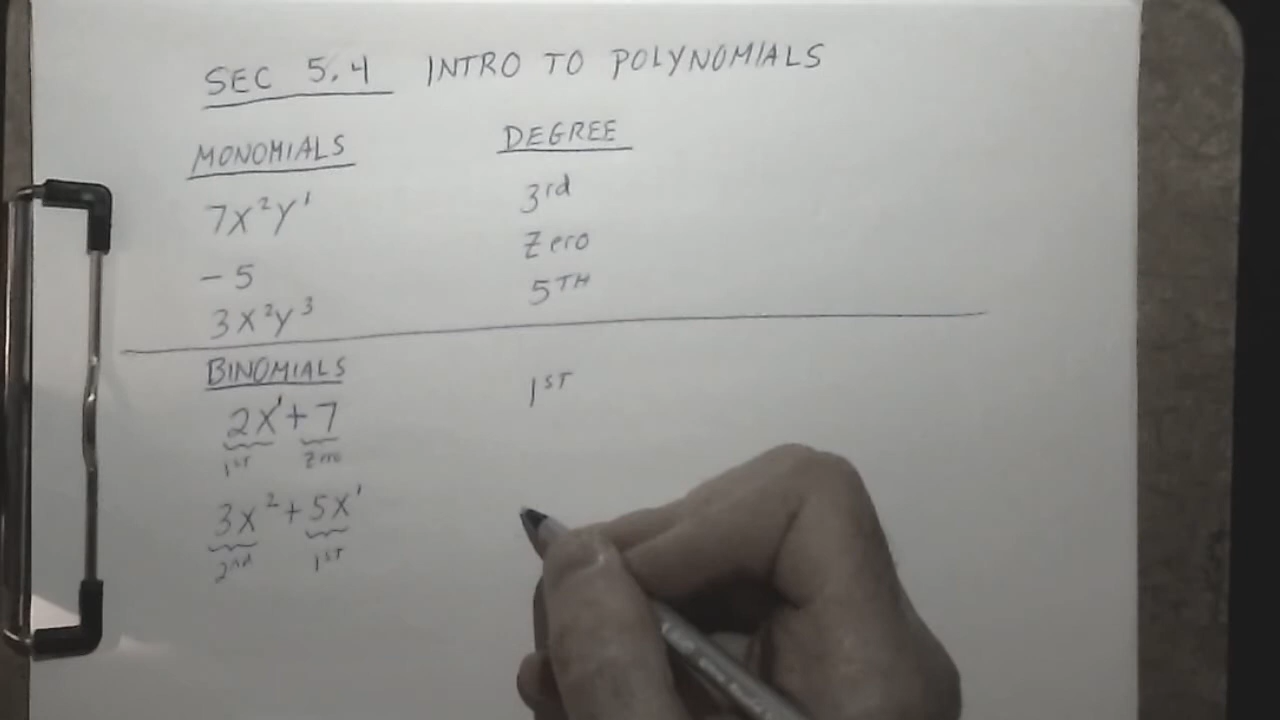 SEC 5.4 INTRO TO POLYNOMIALS
MONOMIALS DEGREE
7x²y¹ 3rd
-5 Zero
3x²y³ 5TH
BINOMIALS
2x¹+7 1ST
1ST Zero
3x²+5x¹
2nd 1ST